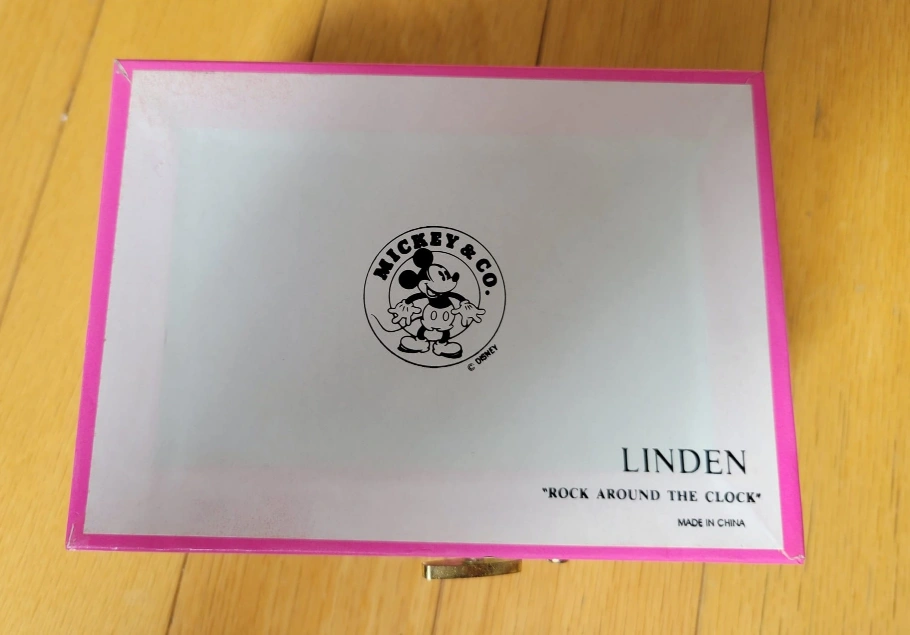 MICKEY & CO.
© DISNEY
LINDEN
"ROCK AROUND THE CLOCK"
MADE IN CHINA